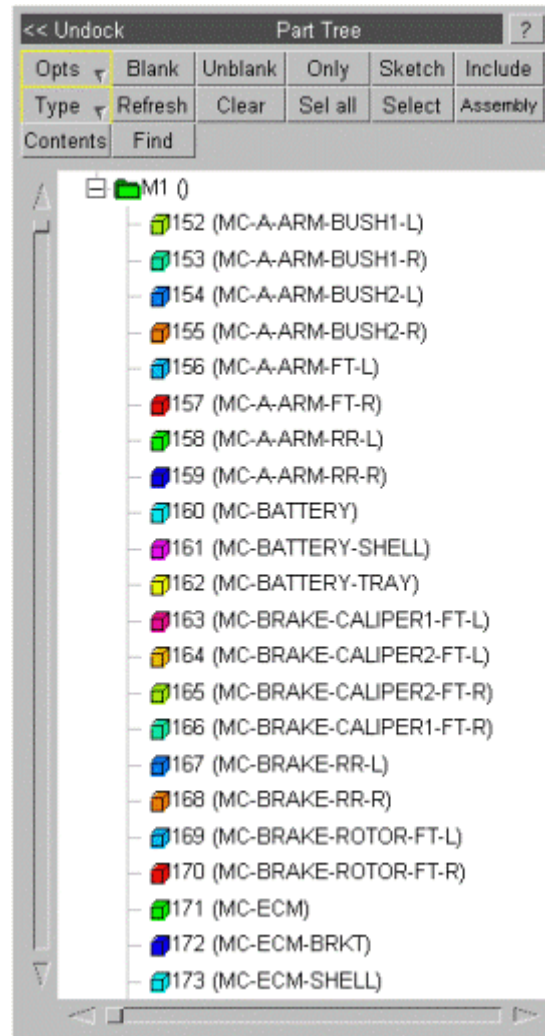 << Undock Part Tree ?
Opts Blank Unblank Only Sketch Include
Type Refresh Clear Sel all Select Assembly
Contents Find
M1 ()
152 (MC-A-ARM-BUSH1-L)
153 (MC-A-ARM-BUSH1-R)
154 (MC-A-ARM-BUSH2-L)
155 (MC-A-ARM-BUSH2-R)
156 (MC-A-ARM-FT-L)
157 (MC-A-ARM-FT-R)
158 (MC-A-ARM-RR-L)
159 (MC-A-ARM-RR-R)
160 (MC-BATTERY)
161 (MC-BATTERY-SHELL)
162 (MC-BATTERY-TRAY)
163 (MC-BRAKE-CALIPER1-FT-L)
164 (MC-BRAKE-CALIPER2-FT-L)
165 (MC-BRAKE-CALIPER2-FT-R)
166 (MC-BRAKE-CALIPER1-FT-R)
167 (MC-BRAKE-RR-L)
168 (MC-BRAKE-RR-R)
169 (MC-BRAKE-ROTOR-FT-L)
170 (MC-BRAKE-ROTOR-FT-R)
171 (MC-ECM)
172 (MC-ECM-BRKT)
173 (MC-ECM-SHELL)